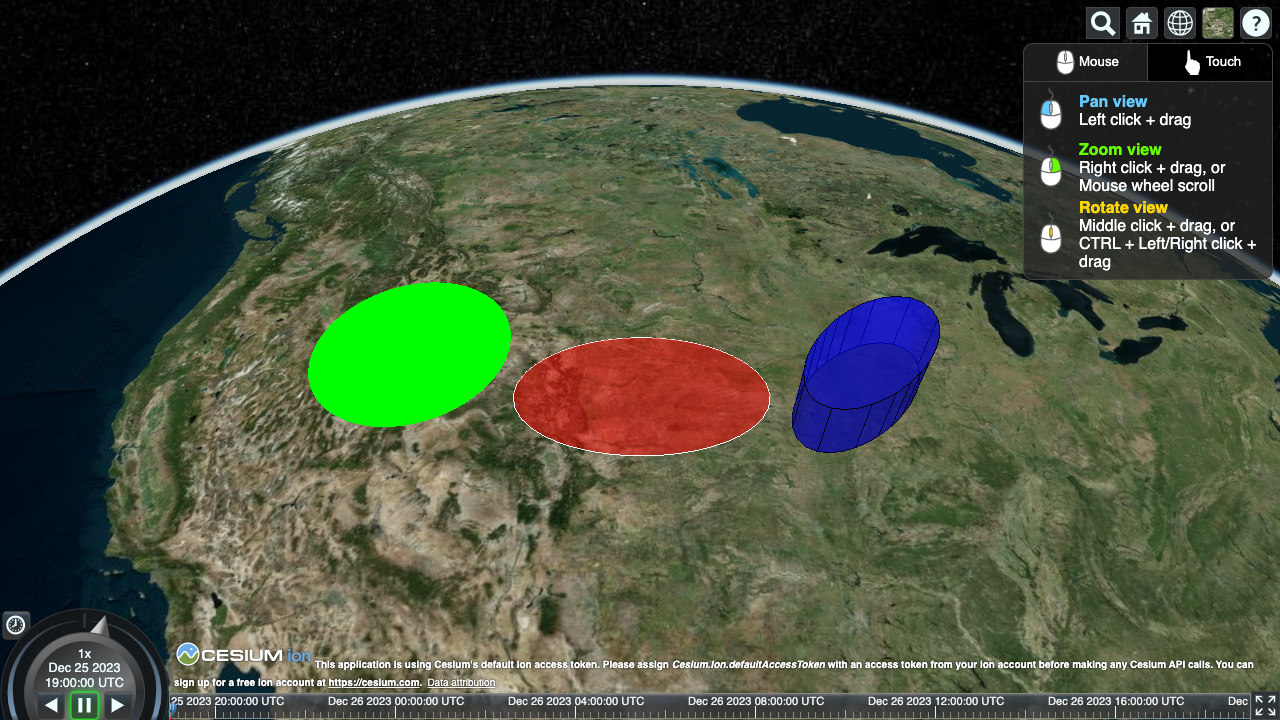 ?
Mouse
Touch
Pan view
Left click + drag
Zoom view
Right click + drag, or
Mouse wheel scroll
Rotate view
Middle click + drag, or
CTRL + Left/Right click +
drag
1x
Dec 25 2023
19:00:00 UTC
CESIUM ion This application is using Cesium's default ion access token. Please assign Cesium.Ion.defaultAccessToken with an access token from your ion account before making any Cesium API calls. You can
sign up for a free ion account at https://cesium.com. Data attribution
25 2023 20:00:00 UTC
Dec 26 2023 00:00:00 UTC
Dec 26 2023 04:00:00 UTC
Dec 26 2023 08:00:00 UTC
Dec 26 2023 12:00:00 UTC
Dec 26 2023 16:00:00 UTC
Dec